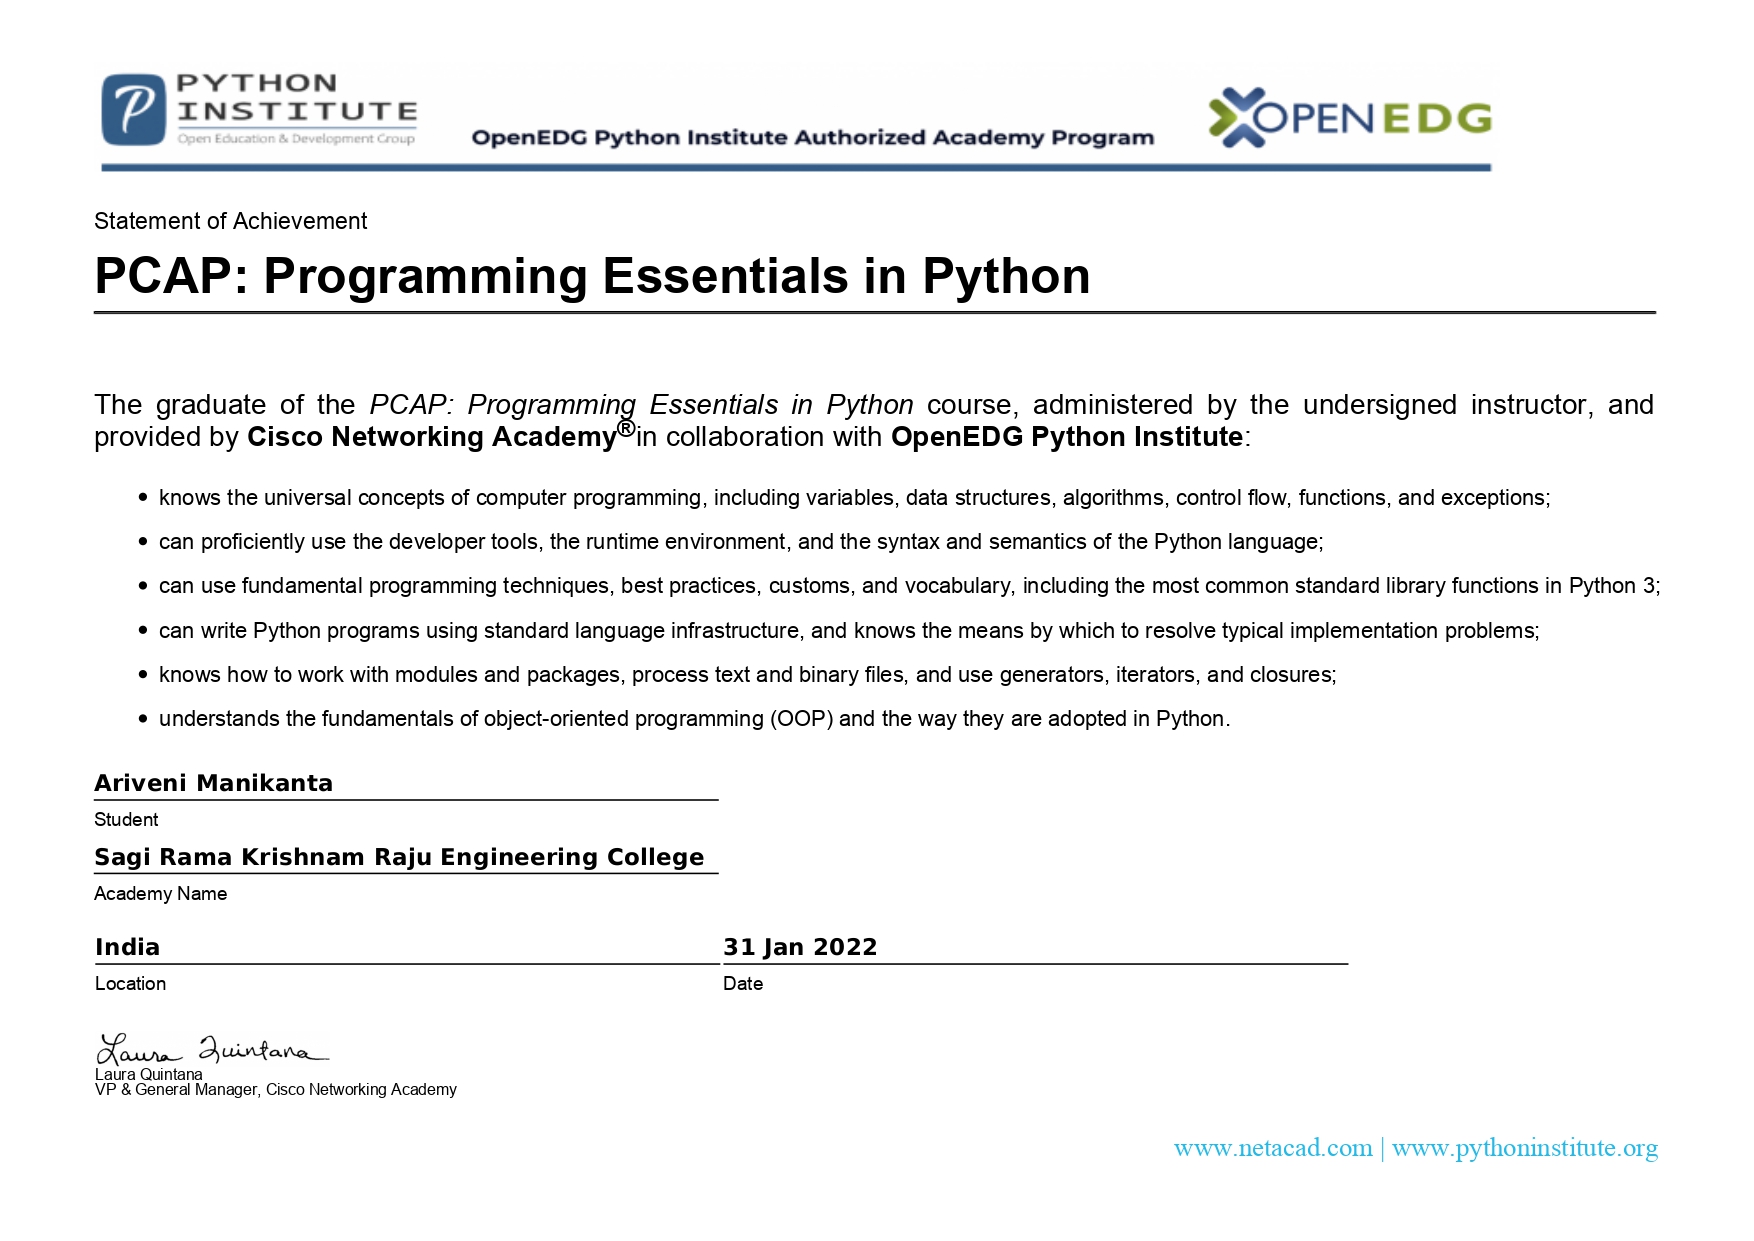 PYTHON
INSTITUTE
Open Education & Development Group
OpenEDG Python Institute Authorized Academy Program
OPENEDG
Statement of Achievement
PCAP: Programming Essentials in Python
The graduate of the PCAP: Programming Essentials in Python course, administered by the undersigned instructor, and
provided by Cisco Networking Academy®in collaboration with OpenEDG Python Institute:
• knows the universal concepts of computer programming, including variables, data structures, algorithms, control flow, functions, and exceptions;
• can proficiently use the developer tools, the runtime environment, and the syntax and semantics of the Python language;
• can use fundamental programming techniques, best practices, customs, and vocabulary, including the most common standard library functions in Python 3;
• can write Python programs using standard language infrastructure, and knows the means by which to resolve typical implementation problems;
• knows how to work with modules and packages, process text and binary files, and use generators, iterators, and closures;
• understands the fundamentals of object-oriented programming (OOP) and the way they are adopted in Python.
Ariveni Manikanta
Student
Sagi Rama Krishnam Raju Engineering College
Academy Name
India 31 Jan 2022
Location Date
Laura Quintana
Laura Quintana
VP & General Manager, Cisco Networking Academy
www.netacad.com | www.pythoninstitute.org